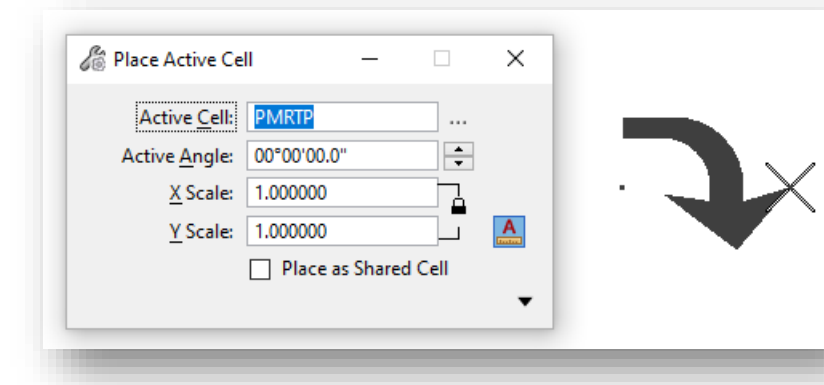 Place Active Cell
Active Cell: PMRTP ...
Active Angle: 00°00'00.0"
X Scale: 1.000000
Y Scale: 1.000000
A
Place as Shared Cell